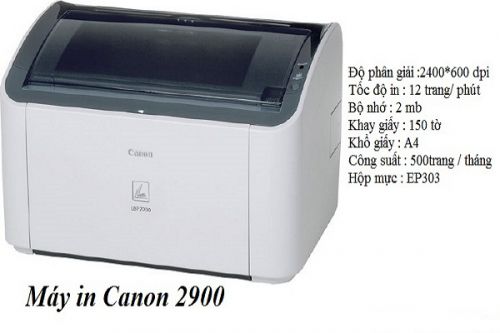 Độ phân giải :2400*600 dpi
Tốc độ in : 12 trang/ phút
Bộ nhớ : 2 mb
Khay giấy : 150 tờ
Khổ giấy : A4
Công suất : 500trang / tháng
Hộp mực : EP303
Canon
Máy in Canon 2900